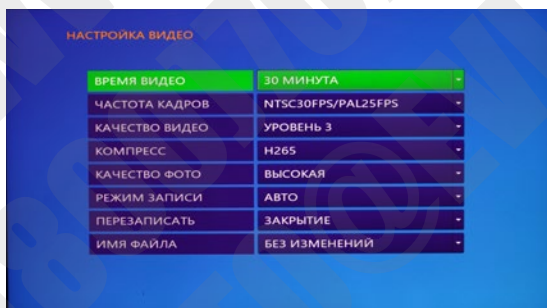 НАСТРОЙКА ВИДЕО
ВРЕМЯ ВИДЕО 30 МИНУТА
ЧАСТОТА КАДРОВ NTSC30FPS/PAL25FPS
КАЧЕСТВО ВИДЕО УРОВЕНЬ 3
КОМПРЕСС H265
КАЧЕСТВО ФОТО ВЫСОКАЯ
РЕЖИМ ЗАПИСИ АВТО
ПЕРЕЗАПИСАТЬ ЗАКРЫТИЕ
ИМЯ ФАЙЛА БЕЗ ИЗМЕНЕНИЙ